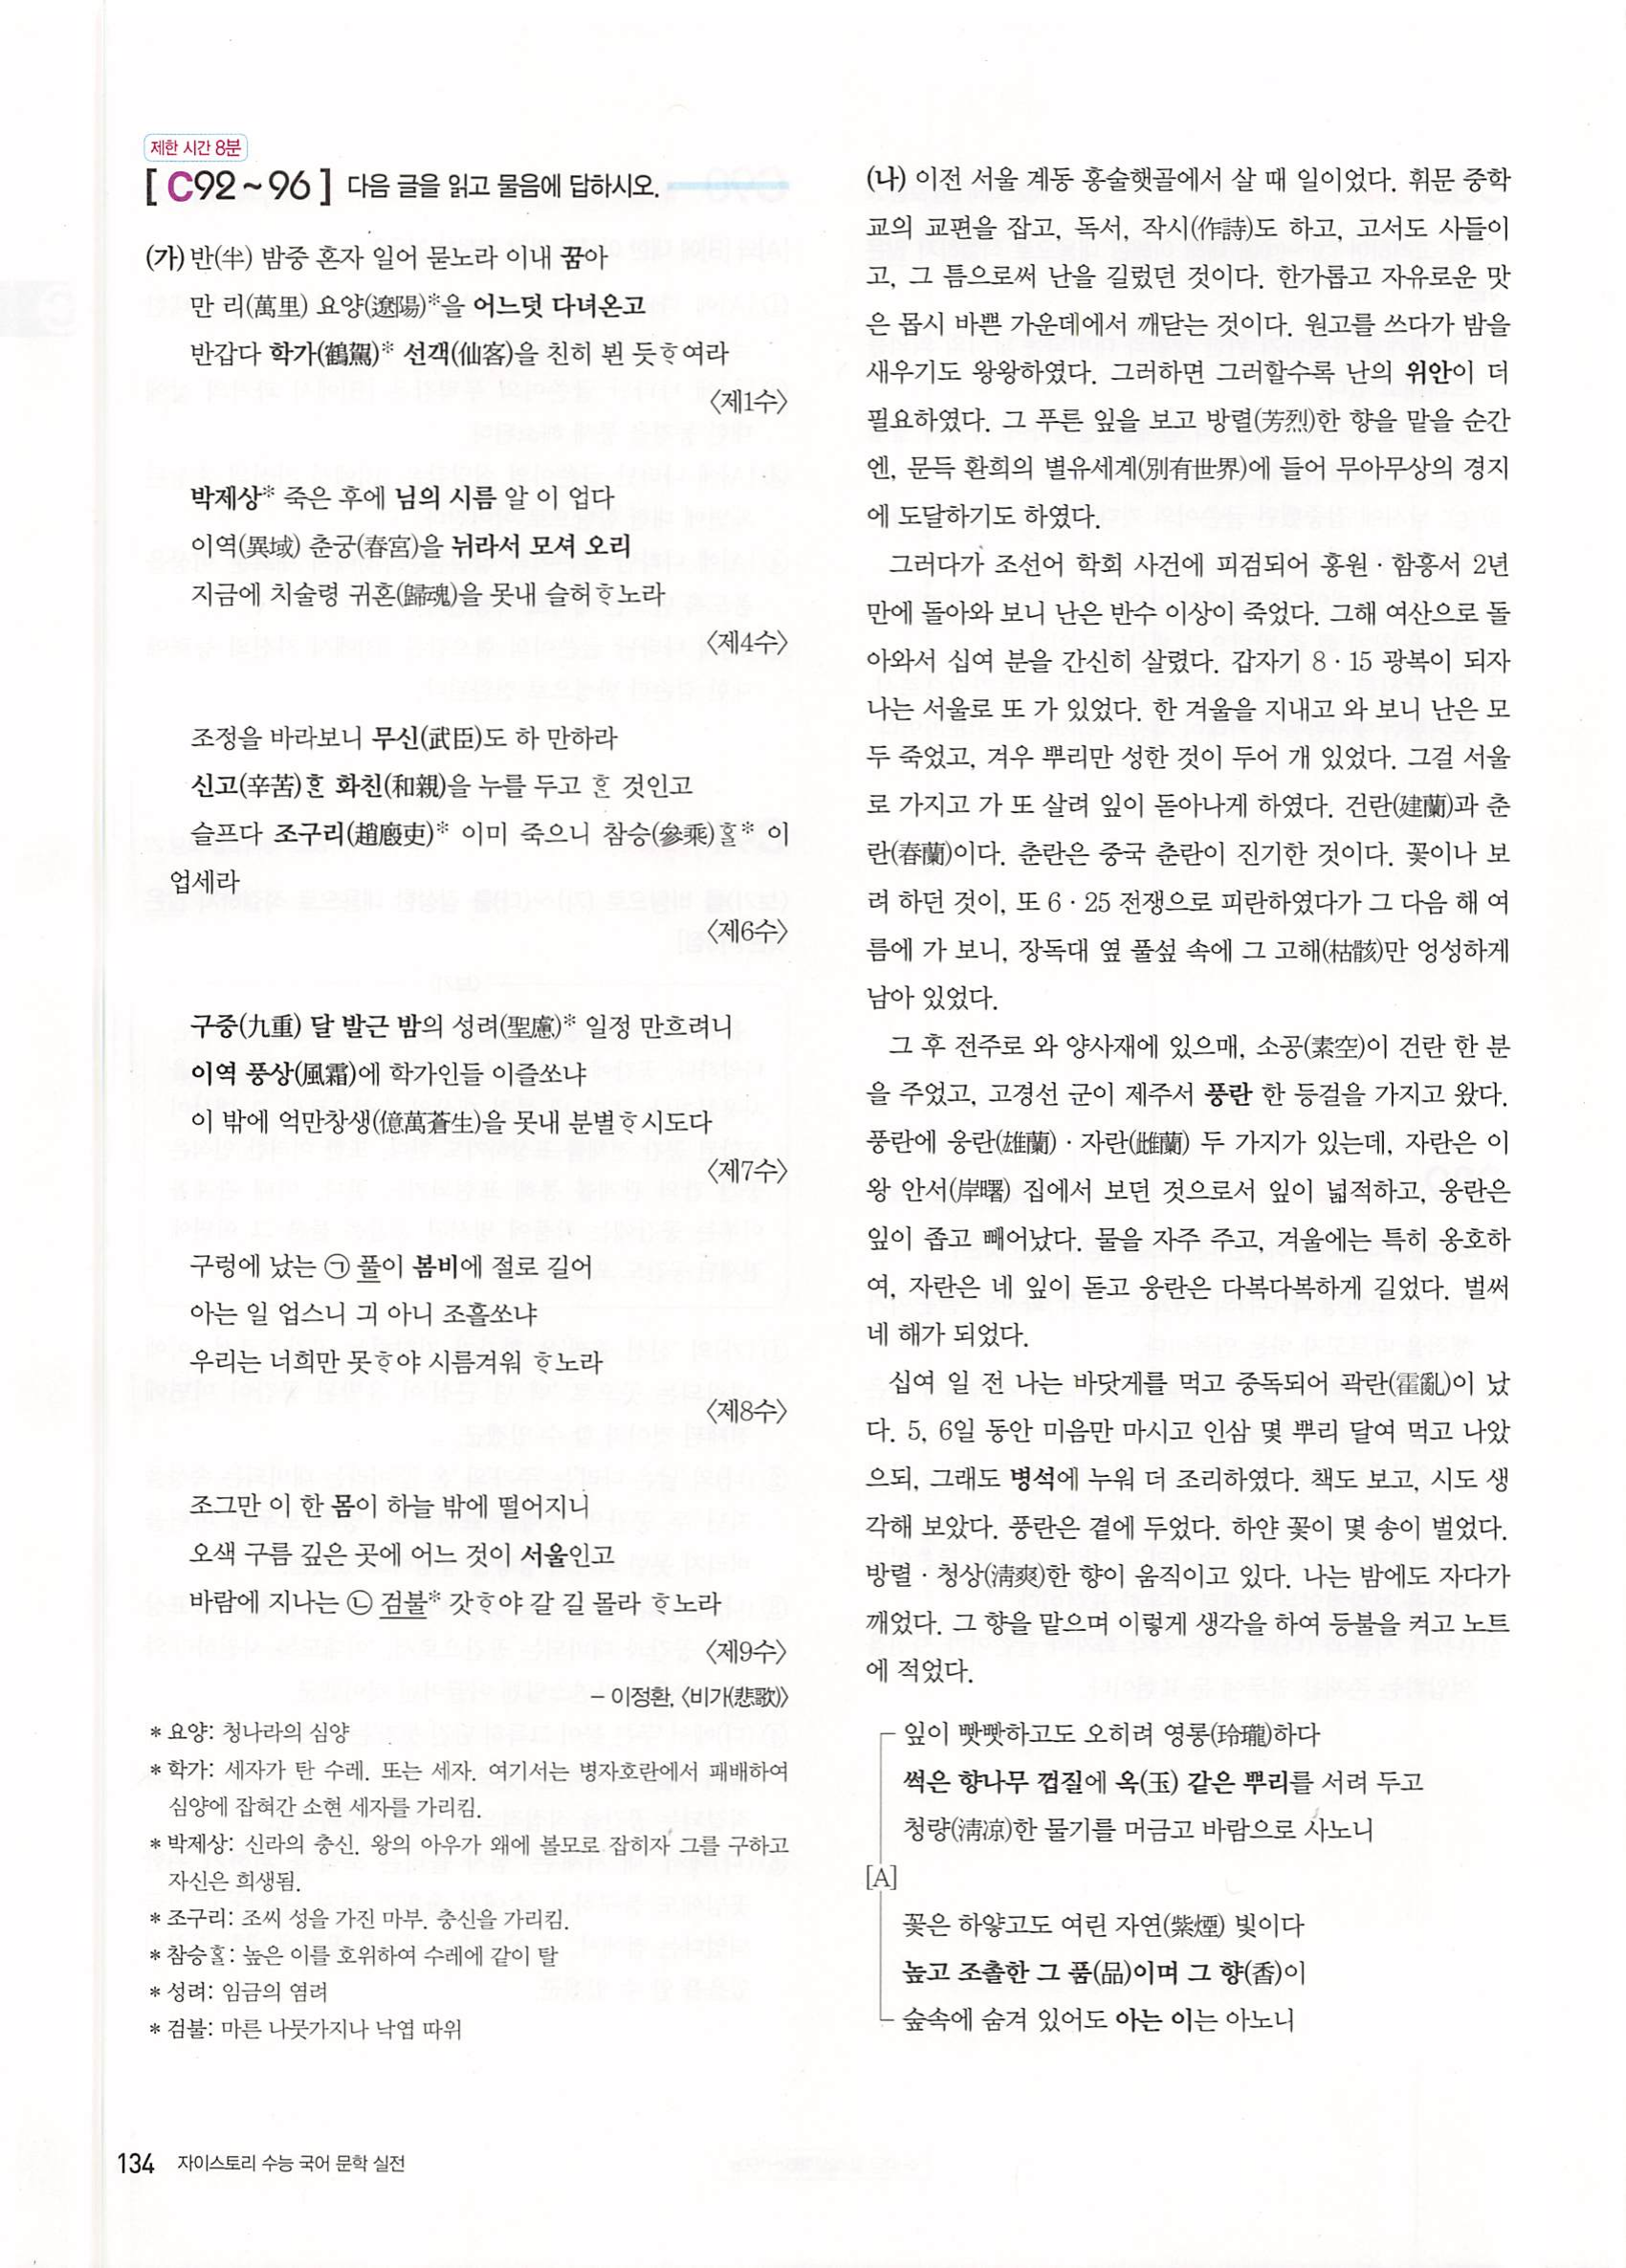 제한 시간 8분
[ C92 ~ 96 ] 다음 글을 읽고 물음에 답하시오.
(가) 반(半) 밤중 혼자 일어 묻노라 이내 꿈아
만 리(萬里) 요양(遼陽)*을 어느덧 다녀온고
반갑다 학가(鶴駕)* 선객(仙客)을 친히 뵌 듯ᄒᆞ여라
〈제1수〉
박제상* 죽은 후에 님의 시름 알 이 업다
이역(異域) 춘궁(春宮)을 뉘라서 모셔 오리
지금에 치술령 귀혼(歸魂)을 못내 슬허ᄒᆞ노라
〈제4수〉
조정을 바라보니 무신(武臣)도 하 만하라
신고(辛苦)ᄒᆞᆫ 화친(和親)을 누를 두고 ᄒᆞᆫ 것인고
슬프다 조구리(趙廏吏)* 이미 죽으니 참승(參乘)ᄒᆞᆯ* 이
업세라
〈제6수〉
구중(九重) 달 발근 밤의 성려(聖慮)* 일정 만흐려니
이역 풍상(風霜)에 학가인들 이즐쏘냐
이 밖에 억만창생(億萬蒼生)을 못내 분별ᄒᆞ시도다
〈제7수〉
구렁에 났는 ㉠ 풀이 봄비에 절로 길어
아는 일 업스니 긔 아니 조흘쏘냐
우리는 너희만 못ᄒᆞ야 시름겨워 ᄒᆞ노라
〈제8수〉
조그만 이 한 몸이 하늘 밖에 떨어지니
오색 구름 깊은 곳에 어느 것이 서울인고
바람에 지나는 ㉡ 검불* 갓ᄒᆞ야 갈 길 몰라 ᄒᆞ노라
〈제9수〉
- 이정환, 〈비가(悲歌)〉
* 요양: 청나라의 심양
* 학가: 세자가 탄 수레. 또는 세자. 여기서는 병자호란에서 패배하여
심양에 잡혀간 소현 세자를 가리킴.
* 박제상: 신라의 충신. 왕의 아우가 왜에 볼모로 잡히자 그를 구하고
자신은 희생됨.
* 조구리: 조씨 성을 가진 마부. 충신을 가리킴.
* 참승ᄒᆞᆯ: 높은 이를 호위하여 수레에 같이 탈
* 성려: 임금의 염려
* 검불: 마른 나뭇가지나 낙엽 따위
134 자이스토리 수능 국어 문학 실전
(나) 이전 서울 계동 홍술햇골에서 살 때 일이었다. 휘문 중학
교의 교편을 잡고, 독서, 작시(作詩)도 하고, 고서도 사들이
고, 그 틈으로써 난을 길렀던 것이다. 한가롭고 자유로운 맛
은 몹시 바쁜 가운데에서 깨닫는 것이다. 원고를 쓰다가 밤을
새우기도 왕왕하였다. 그러하면 그러할수록 난의 위안이 더
필요하였다. 그 푸른 잎을 보고 방렬(芳烈)한 향을 맡을 순간
엔, 문득 환희의 별유세계(別有世界)에 들어 무아무상의 경지
에 도달하기도 하였다.
그러다가 조선어 학회 사건에 피검되어 홍원·함흥서 2년
만에 돌아와 보니 난은 반수 이상이 죽었다. 그해 여산으로 돌
아와서 십여 분을 간신히 살렸다. 갑자기 8·15 광복이 되자
나는 서울로 또 가 있었다. 한 겨울을 지내고 와 보니 난은 모
두 죽었고, 겨우 뿌리만 성한 것이 두어 개 있었다. 그걸 서울
로 가지고 가 또 살려 잎이 돋아나게 하였다. 건란(建蘭)과 춘
란(春蘭)이다. 춘란은 중국 춘란이 진기한 것이다. 꽃이나 보
려 하던 것이, 또 6·25 전쟁으로 피란하였다가 그 다음 해 여
름에 가 보니, 장독대 옆 풀섶 속에 그 고해(枯骸)만 엉성하게
남아 있었다.
그 후 전주로 와 양사재에 있으매, 소공(素空)이 건란 한 분
을 주었고, 고경선 군이 제주서 풍란 한 등걸을 가지고 왔다.
풍란에 웅란(雄蘭)·자란(雌蘭) 두 가지가 있는데, 자란은 이
왕 안서(岸曙) 집에서 보던 것으로서 잎이 넓적하고, 웅란은
잎이 좁고 빼어났다. 물을 자주 주고, 겨울에는 특히 옹호하
여, 자란은 네 잎이 돋고 웅란은 다복다복하게 길었다. 벌써
네 해가 되었다.
십여 일 전 나는 바닷게를 먹고 중독되어 곽란(霍亂)이 났
다. 5, 6일 동안 미음만 마시고 인삼 몇 뿌리 달여 먹고 나았
으되, 그래도 병석에 누워 더 조리하였다. 책도 보고, 시도 생
각해 보았다. 풍란은 곁에 두었다. 하얀 꽃이 몇 송이 벌었다.
방렬·청상(淸爽)한 향이 움직이고 있다. 나는 밤에도 자다가
깨었다. 그 향을 맡으며 이렇게 생각을 하여 등불을 켜고 노트
에 적었다.
잎이 빳빳하고도 오히려 영롱(玲瓏)하다
썩은 향나무 껍질에 옥(玉) 같은 뿌리를 서려 두고
청량(淸凉)한 물기를 머금고 바람으로 사노니
[A]
꽃은 하얗고도 여린 자연(紫煙) 빛이다
높고 조촐한 그 품(品)이며 그 향(香)이
숲속에 숨겨 있어도 아는 이는 아노니